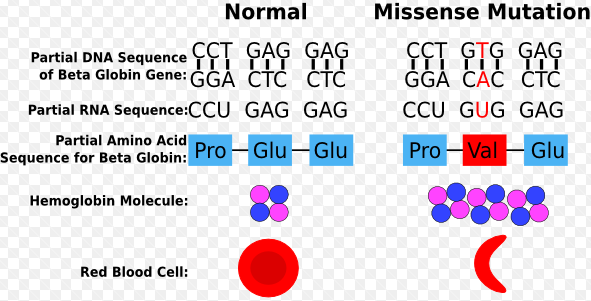 Normal
Missense Mutation
Partial DNA Sequence
of Beta Globin Gene:
CCT GAG GAG
GGA CTC CTC
CCT GTG GAG
GGA CAC CTC
Partial RNA Sequence:
CCU GAG GAG
CCU GUG GAG
Partial Amino Acid
Sequence for Beta Globin:
Pro Glu Glu
Pro Val Glu
Hemoglobin Molecule:
Red Blood Cell: